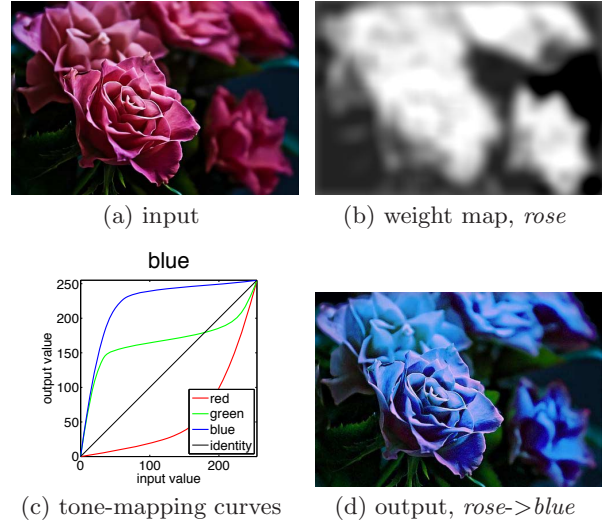 (a) input
(b) weight map, rose
blue
250
200
150
100
50
0
output value
red
green
blue
identity
0
100
200
input value
(c) tone-mapping curves
(d) output, rose->blue